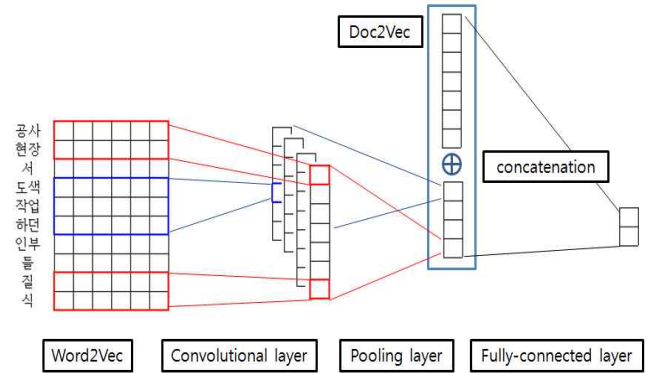 Doc2Vec
공사
현장
서
도색
작업
하던
인부
들
질
식
concatenation
Word2Vec
Convolutional layer
Pooling layer
Fully-connected layer